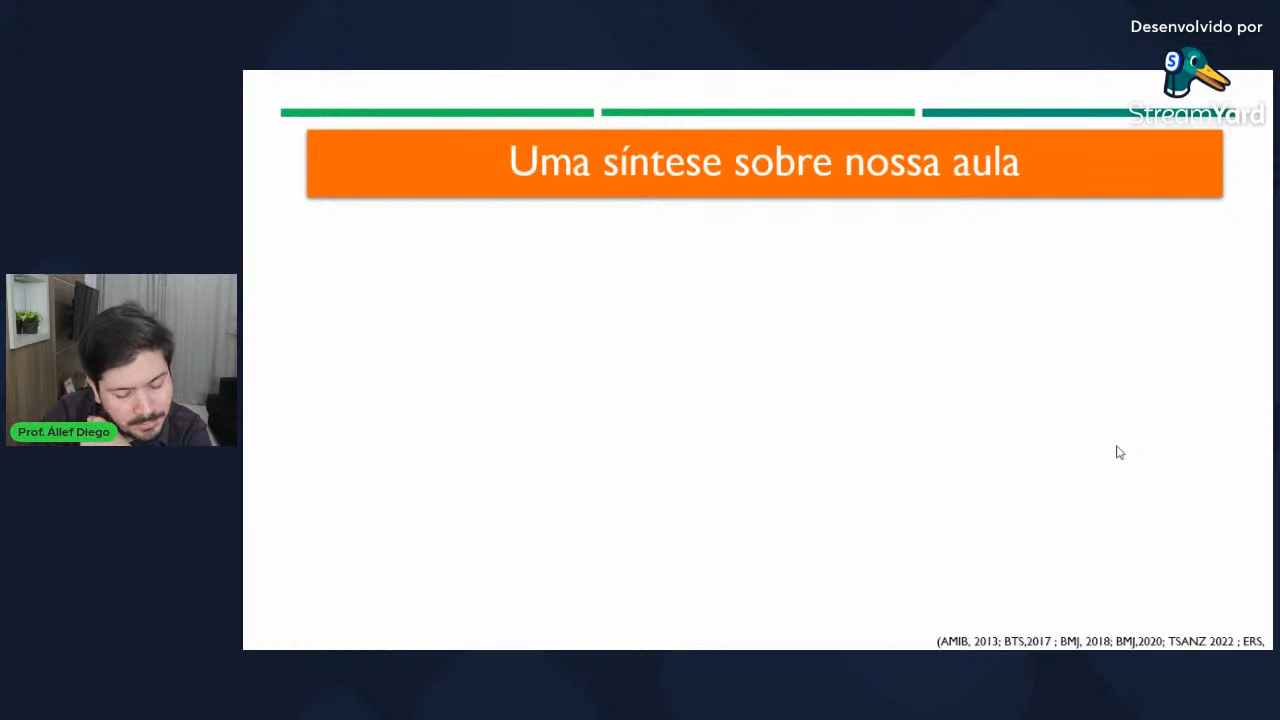 Desenvolvido por
S
StreamYard
Uma síntese sobre nossa aula
Prof. Állef Diego
(AMIB, 2013; BTS,2017 ; BMJ, 2018; BMJ,2020; TSANZ 2022 ; ERS,